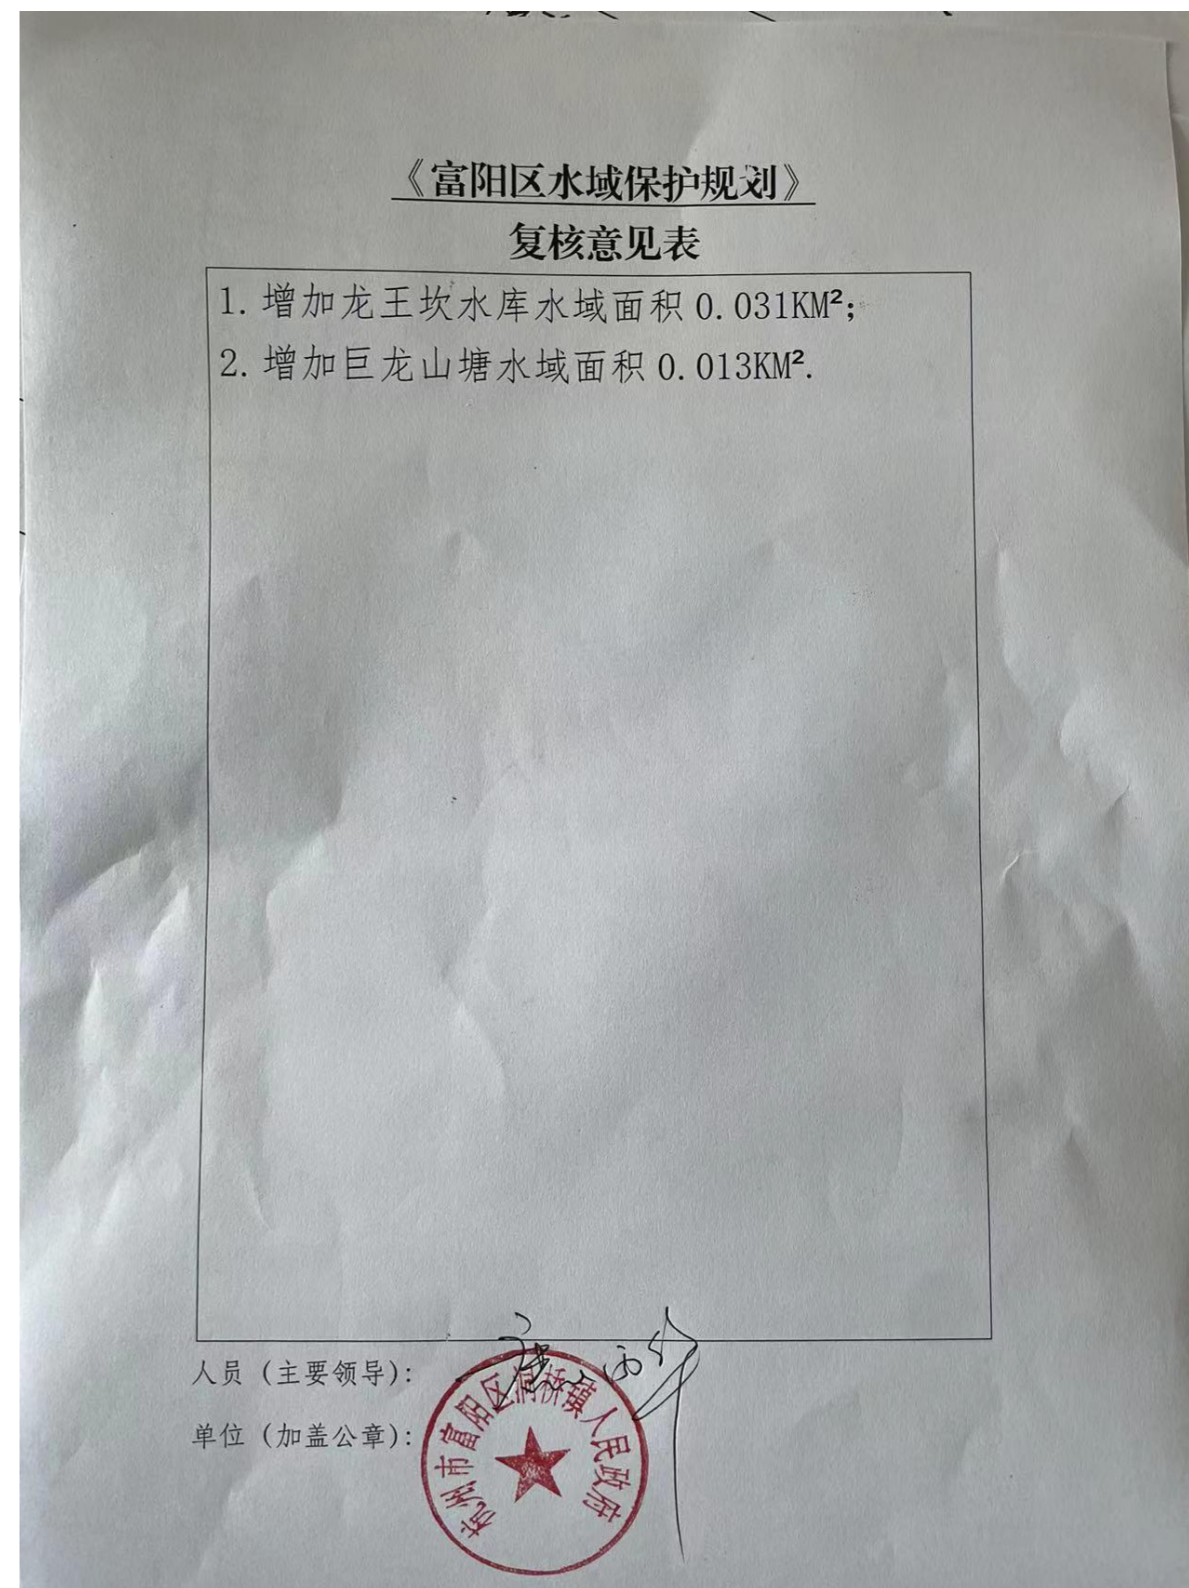 《富阳区水域保护规划》
复核意见表
1. 增加龙王坎水库水域面积 0.031KM²;
2. 增加巨龙山塘水域面积 0.013KM².
人员（主要领导）：
单位（加盖公章）：
杭州市富阳区洞桥镇人民政府